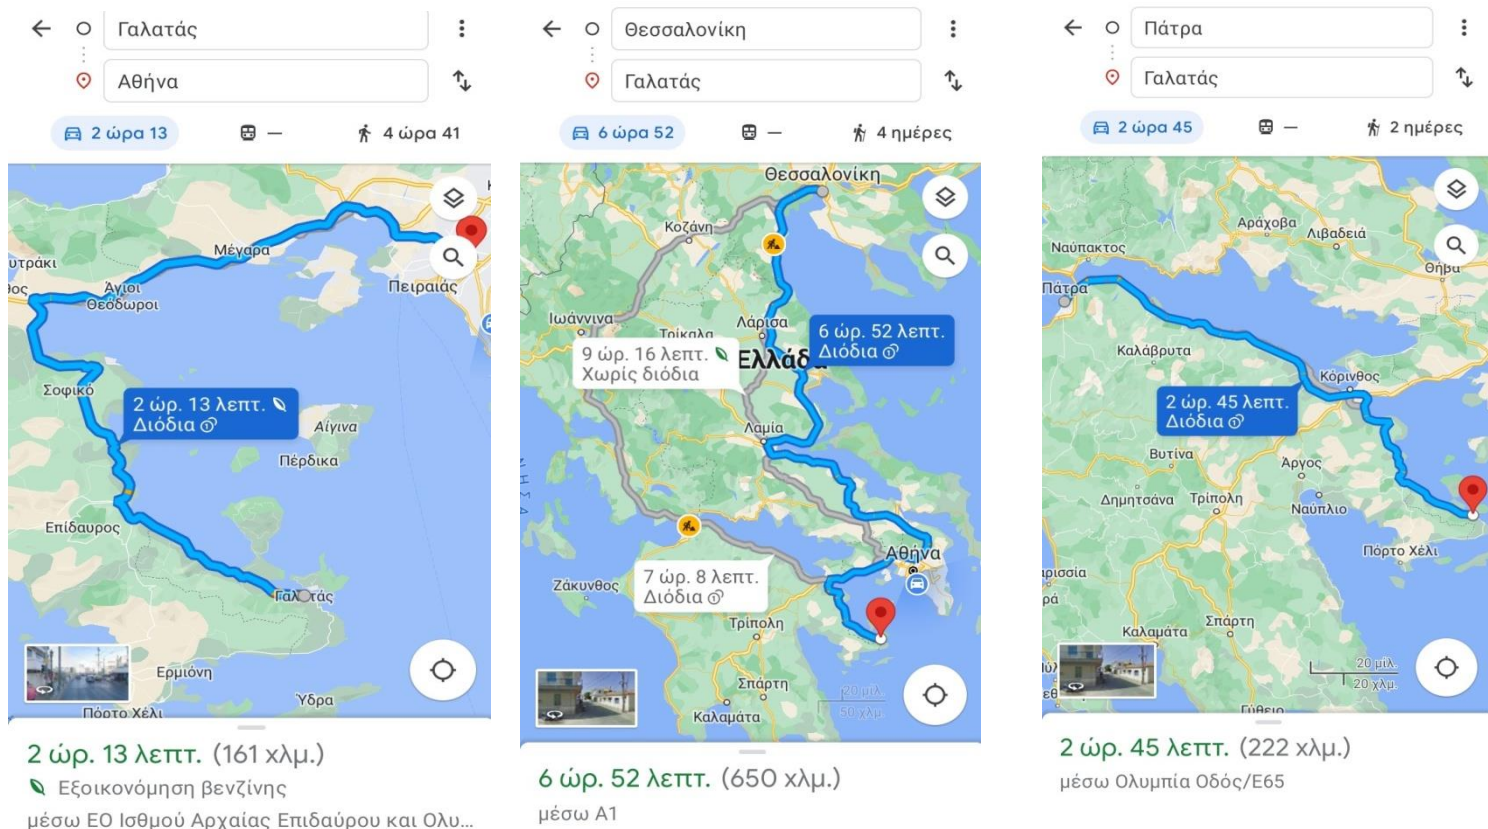 Γαλατάς
Αθήνα
2 ώρα 13
—
4 ώρα 41
Μέγαρα
Άγιοι
Θεόδωροι
Πειραιάς
Σοφικό
2 ώρ. 13 λεπτ.
Διόδια
Αίγινα
Πέρδικα
Επίδαυρος
Γαλατάς
Ερμιόνη
Ύδρα
Πόρτο Χέλι
2 ώρ. 13 λεπτ. (161 χλμ.)
Εξοικονόμηση βενζίνης
μέσω ΕΟ Ισθμού Αρχαίας Επιδαύρου και Ολυ...
Θεσσαλονίκη
Γαλατάς
6 ώρα 52
—
4 ημέρες
Θεσσαλονίκη
Κοζάνη
Ιωάννινα
Τρίκαλα
Λάρισα
6 ώρ. 52 λεπτ.
Διόδια
9 ώρ. 16 λεπτ.
Χωρίς διόδια
Ελλάδ
Λαμία
Αθήνα
7 ώρ. 8 λεπτ.
Διόδια
Ζάκυνθος
Τρίπολη
Σπάρτη
Καλαμάτα
20 μίλ.
50 χλμ.
6 ώρ. 52 λεπτ. (650 χλμ.)
μέσω Α1
Πάτρα
Γαλατάς
2 ώρα 45
—
2 ημέρες
Αράχοβα
Λιβαδειά
Ναύπακτος
Θήβα
Πάτρα
Καλάβρυτα
Κόρινθος
2 ώρ. 45 λεπτ.
Διόδια
Βυτίνα
Άργος
Δημητσάνα
Τρίπολη
Ναύπλιο
Πόρτο Χέλι
Σπάρτη
Καλαμάτα
20 μίλ.
20 χλμ.
Γύθειο
2 ώρ. 45 λεπτ. (222 χλμ.)
μέσω Ολυμπία Οδός/Ε65